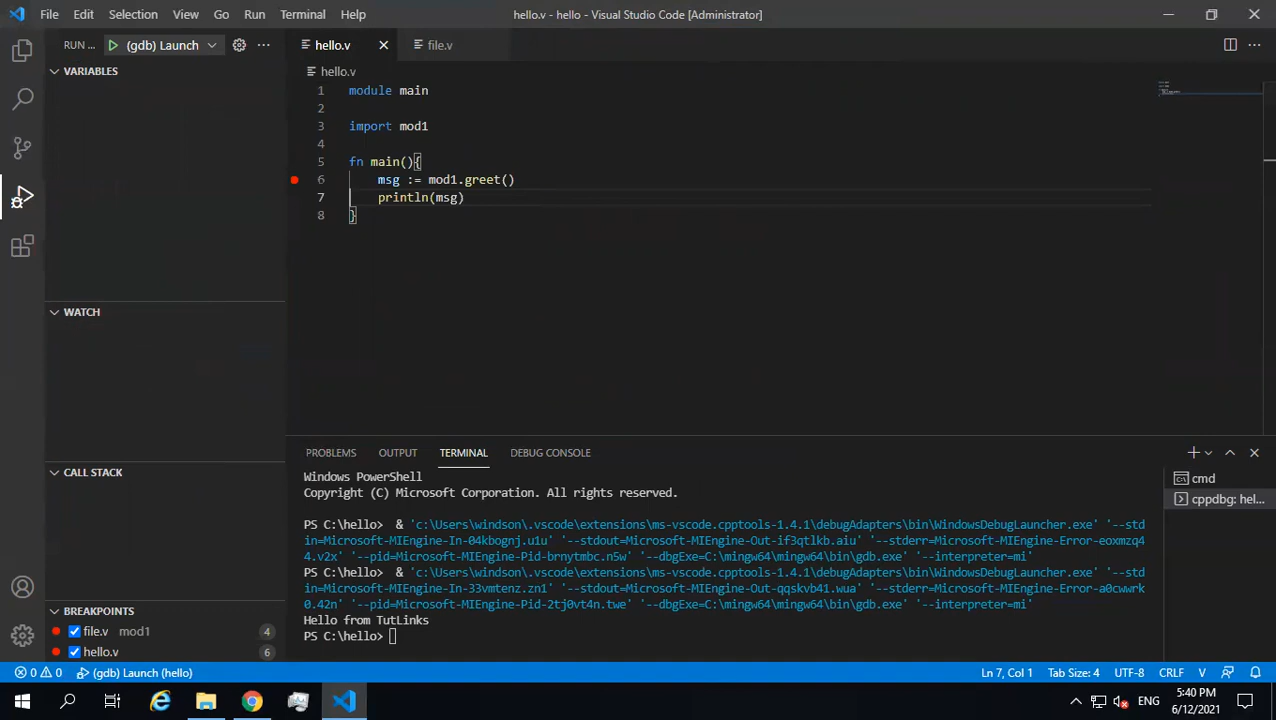 File Edit Selection View Go Run Terminal Help hello.v - hello - Visual Studio Code [Administrator]
RUN ... (gdb) Launch hello.v file.v
VARIABLES
hello.v
1 module main
2
3 import mod1
4
5 fn main(){
6 msg := mod1.greet()
7 println(msg)
8 }
WATCH
CALL STACK
BREAKPOINTS
file.v mod1 4
hello.v 6
PROBLEMS OUTPUT TERMINAL DEBUG CONSOLE
Windows PowerShell
Copyright (C) Microsoft Corporation. All rights reserved.
PS C:\hello> & 'c:\Users\windson\.vscode\extensions\ms-vscode.cpptools-1.4.1\debugAdapters\bin\WindowsDebugLauncher.exe' '--std
in=Microsoft-MIEngine-In-04kbognj.u1u' '--stdout=Microsoft-MIEngine-Out-if3qtlkb.aiu' '--stderr=Microsoft-MIEngine-Error-eoxmzq4
4.v2x' '--pid=Microsoft-MIEngine-Pid-brnytmbc.n5w' '--dbgExe=C:\mingw64\mingw64\bin\gdb.exe' '--interpreter=mi'
PS C:\hello> & 'c:\Users\windson\.vscode\extensions\ms-vscode.cpptools-1.4.1\debugAdapters\bin\WindowsDebugLauncher.exe' '--std
in=Microsoft-MIEngine-In-33vmtenz.zn1' '--stdout=Microsoft-MIEngine-Out-qqskvb41.wua' '--stderr=Microsoft-MIEngine-Error-a0cwwrk
0.42n' '--pid=Microsoft-MIEngine-Pid-2tj0vt4n.twe' '--dbgExe=C:\mingw64\mingw64\bin\gdb.exe' '--interpreter=mi'
Hello from TutLinks
PS C:\hello>
cmd
cppdbg: hel...
0 0 (gdb) Launch (hello) Ln 7, Col 1 Tab Size: 4 UTF-8 CRLF V
ENG 5:40 PM
6/12/2021